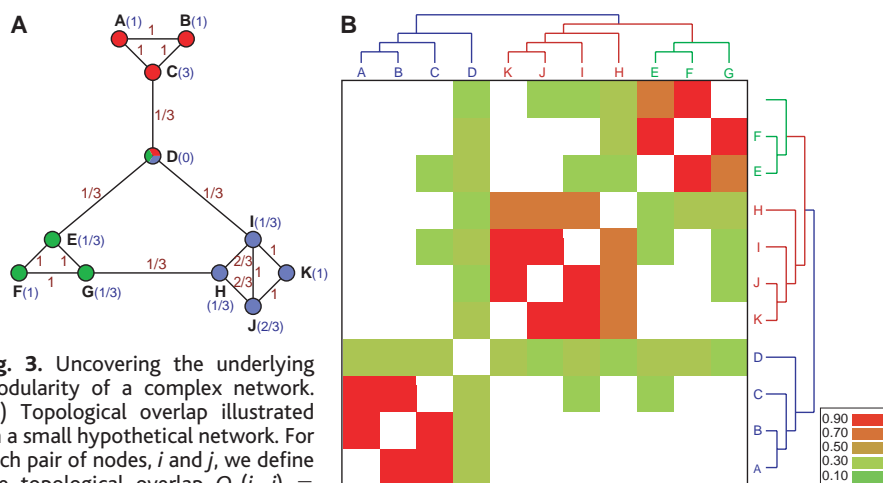 A
A(1) 1 B(1)
1 1
C(3)
1/3
D(0)
1/3 1/3
E(1/3) I(1/3)
1 1 1/3 2/3 1 1
F(1) 1 G(1/3) H 2/3 1 K(1)
(1/3)
J(2/3)
g. 3. Uncovering the underlying
odularity of a complex network.
) Topological overlap illustrated
a small hypothetical network. For
ch pair of nodes, i and j, we define
B
A B C D K J I H E F G
F
E
H
I
J
K
D
C
B
A
0.90
0.70
0.50
0.30
0.10